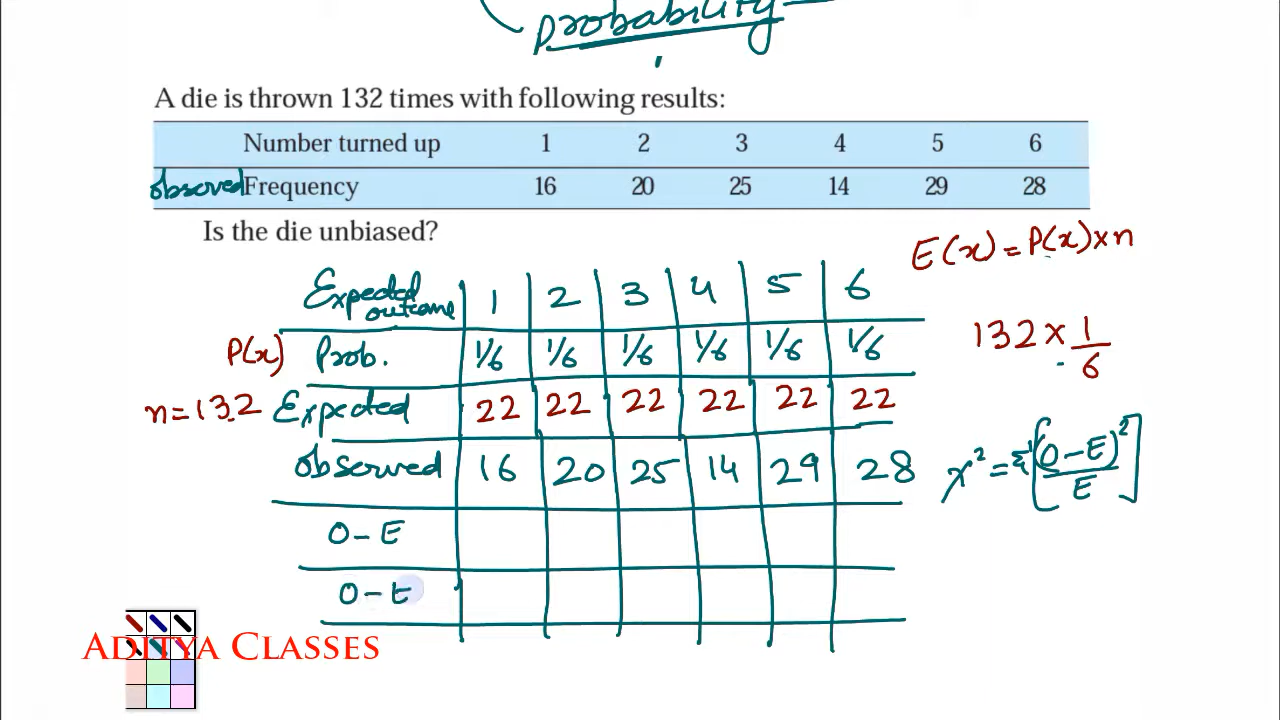 probability
A die is thrown 132 times with following results:
Number turned up 1 2 3 4 5 6
observed Frequency 16 20 25 14 29 28
Is the die unbiased?
E(x) = P(x) × n
Expected outcome 1 2 3 4 5 6
P(x) Prob. 1/6 1/6 1/6 1/6 1/6 1/6
132 × 1/6
n = 132 Expected 22 22 22 22 22 22
observed 16 20 25 14 29 28
χ² = Σ[(O-E)²/E]
O-E
O-E
ADITYA CLASSES